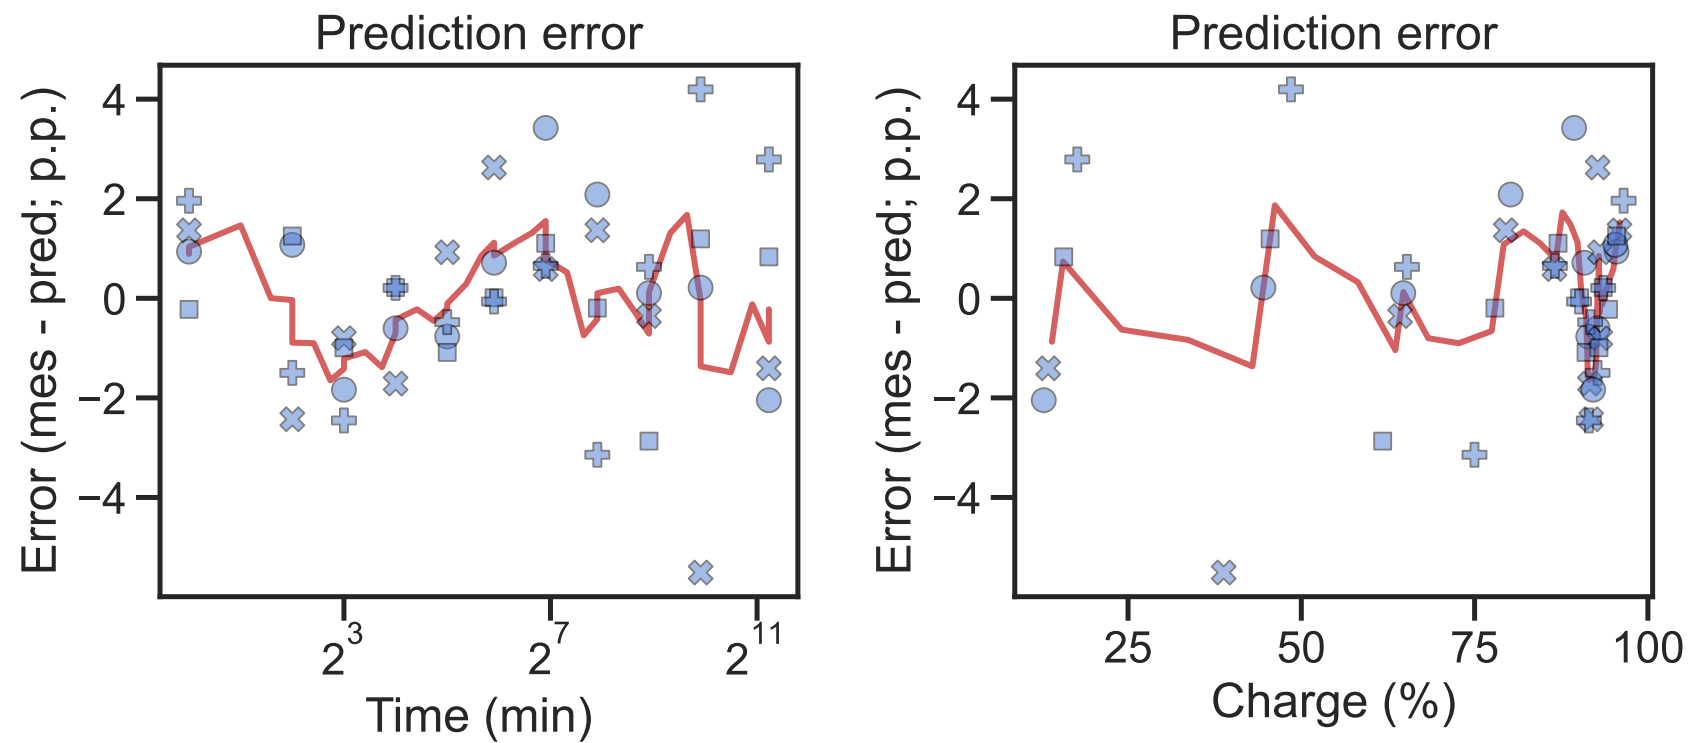 Prediction error
4
2
0
−2
−4
Error (mes - pred; p.p.)
2^3
2^7
2^11
Time (min)
Prediction error
4
2
0
−2
−4
Error (mes - pred; p.p.)
25
50
75
100
Charge (%)